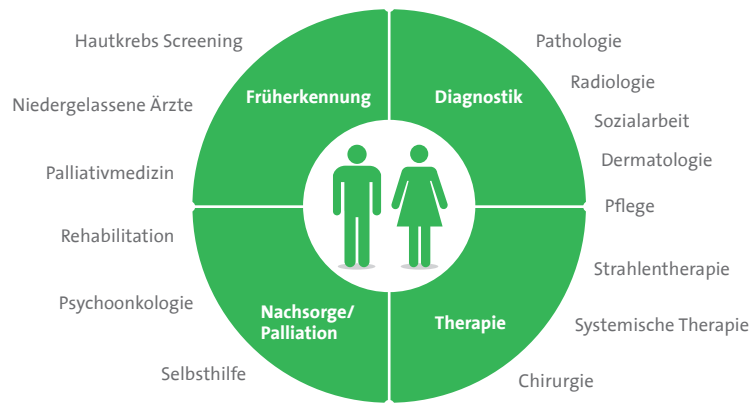 Hautkrebs Screening
Pathologie
Früherkennung
Diagnostik
Radiologie
Niedergelassene Ärzte
Sozialarbeit
Dermatologie
Palliativmedizin
Pflege
Rehabilitation
Strahlentherapie
Psychoonkologie
Nachsorge/
Palliation
Therapie
Systemische Therapie
Selbsthilfe
Chirurgie